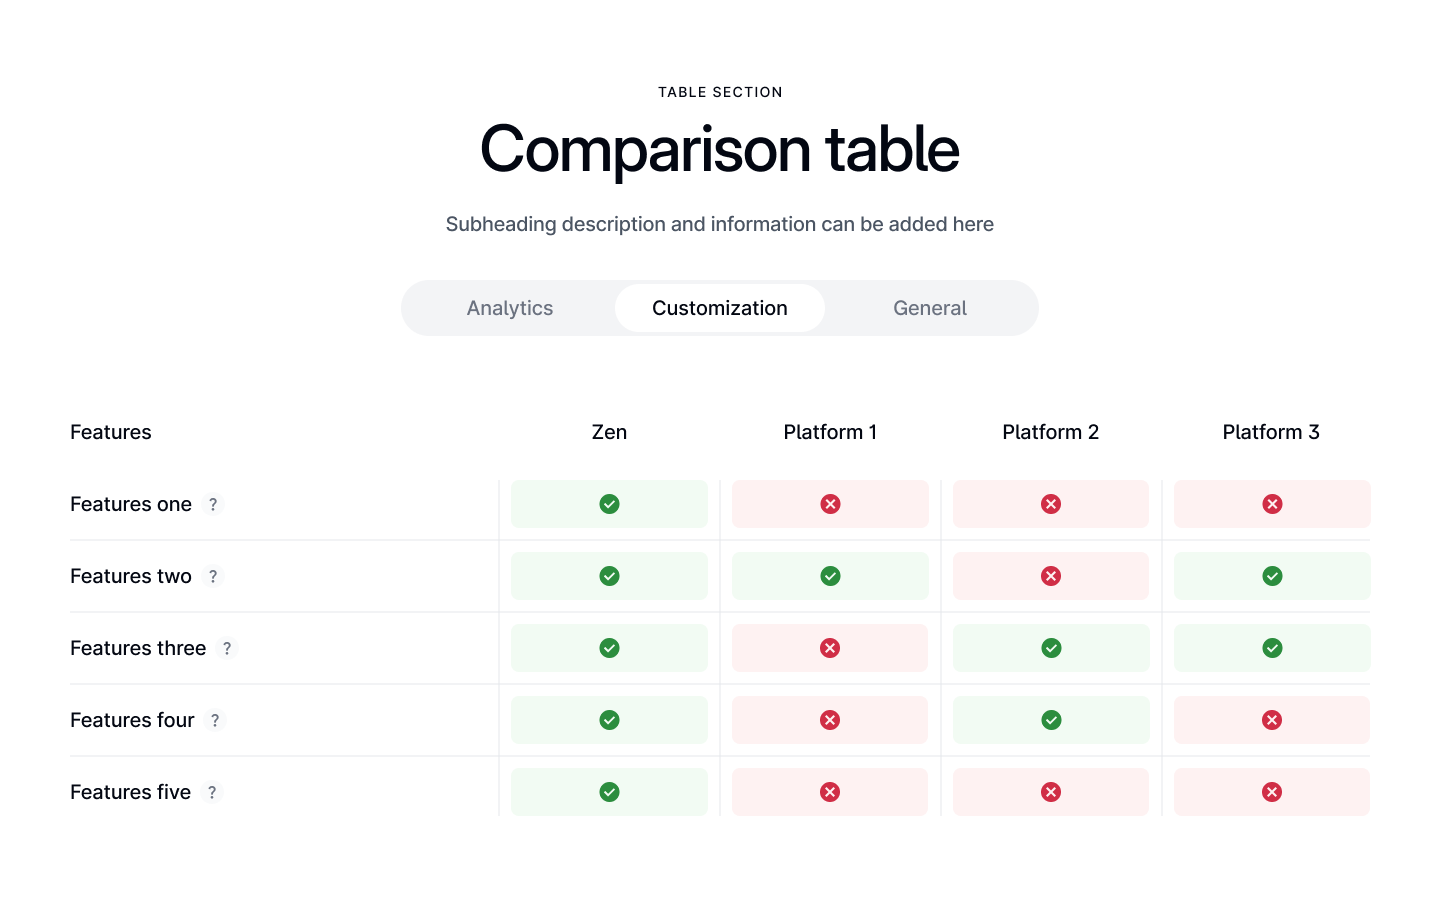 TABLE SECTION
Comparison table
Subheading description and information can be added here
Analytics Customization General
Features Zen Platform 1 Platform 2 Platform 3
Features one ?
Features two ?
Features three ?
Features four ?
Features five ?